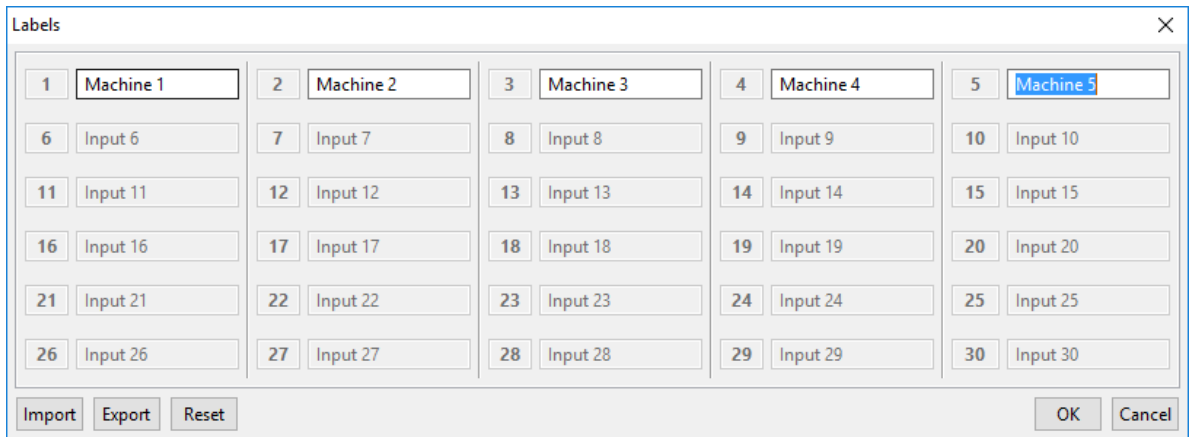 Labels
1 Machine 1 2 Machine 2 3 Machine 3 4 Machine 4 5 Machine 5
6 Input 6 7 Input 7 8 Input 8 9 Input 9 10 Input 10
11 Input 11 12 Input 12 13 Input 13 14 Input 14 15 Input 15
16 Input 16 17 Input 17 18 Input 18 19 Input 19 20 Input 20
21 Input 21 22 Input 22 23 Input 23 24 Input 24 25 Input 25
26 Input 26 27 Input 27 28 Input 28 29 Input 29 30 Input 30
Import Export Reset OK Cancel